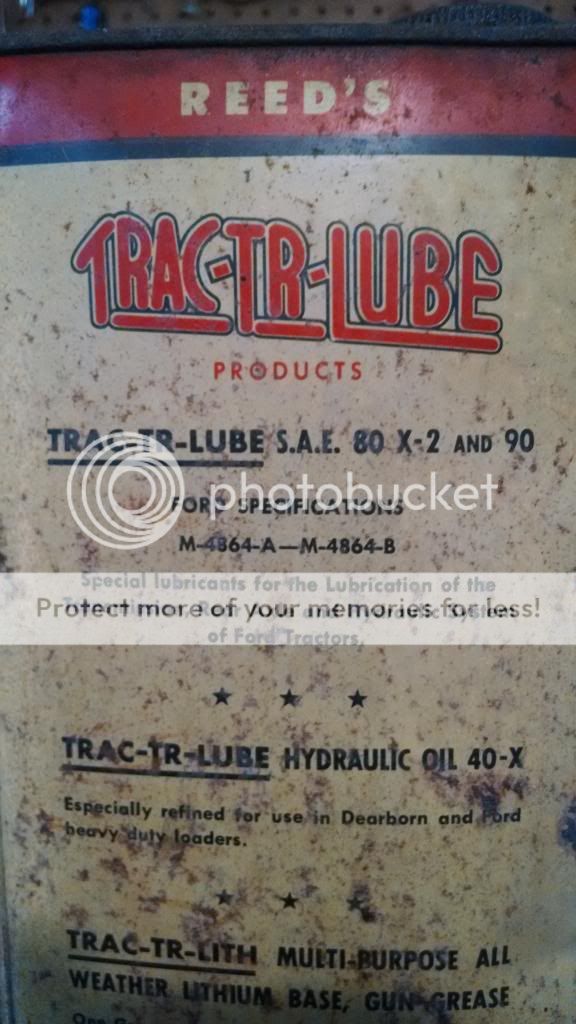 REED'S
TRAC-TR-LUBE
PRODUCTS
TRAC-TR-LUBE S.A.E. 80 X-2 AND 90
photobucket
FORD SPECIFICATIONS
M-4864-A—M-4864-B
Special lubricants for the Lubrication of the
Protect more of your memories for less!
of Ford Tractors.
★ ★ ★
TRAC-TR-LUBE HYDRAULIC OIL 40-X
Especially refined for use in Dearborn and Ford
heavy duty loaders.
★ ★ ★
TRAC-TR-LITH MULTI-PURPOSE ALL
WEATHER LITHIUM BASE, GUN GREASE